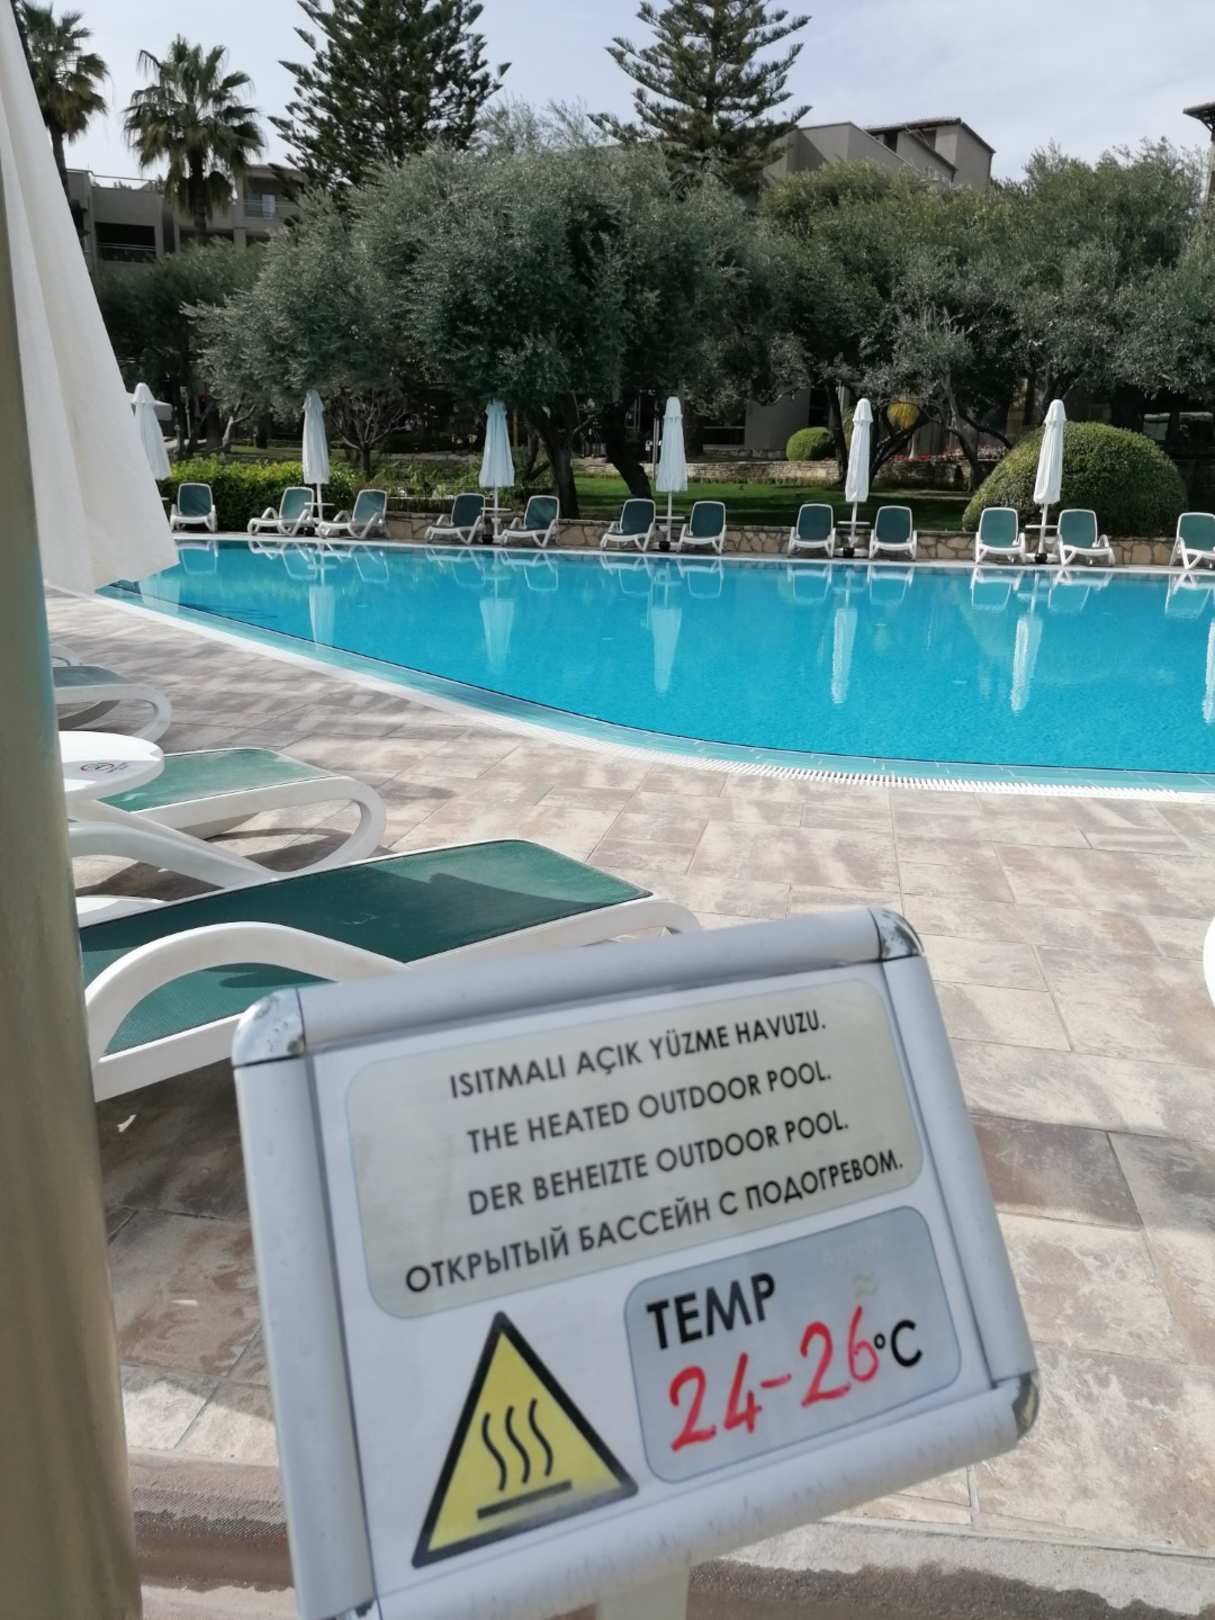 ISITMALI AÇIK YÜZME HAVUZU.
THE HEATED OUTDOOR POOL.
DER BEHEIZTE OUTDOOR POOL.
ОТКРЫТЫЙ БАССЕЙН С ПОДОГРЕВОМ.
TEMP
24-26°C